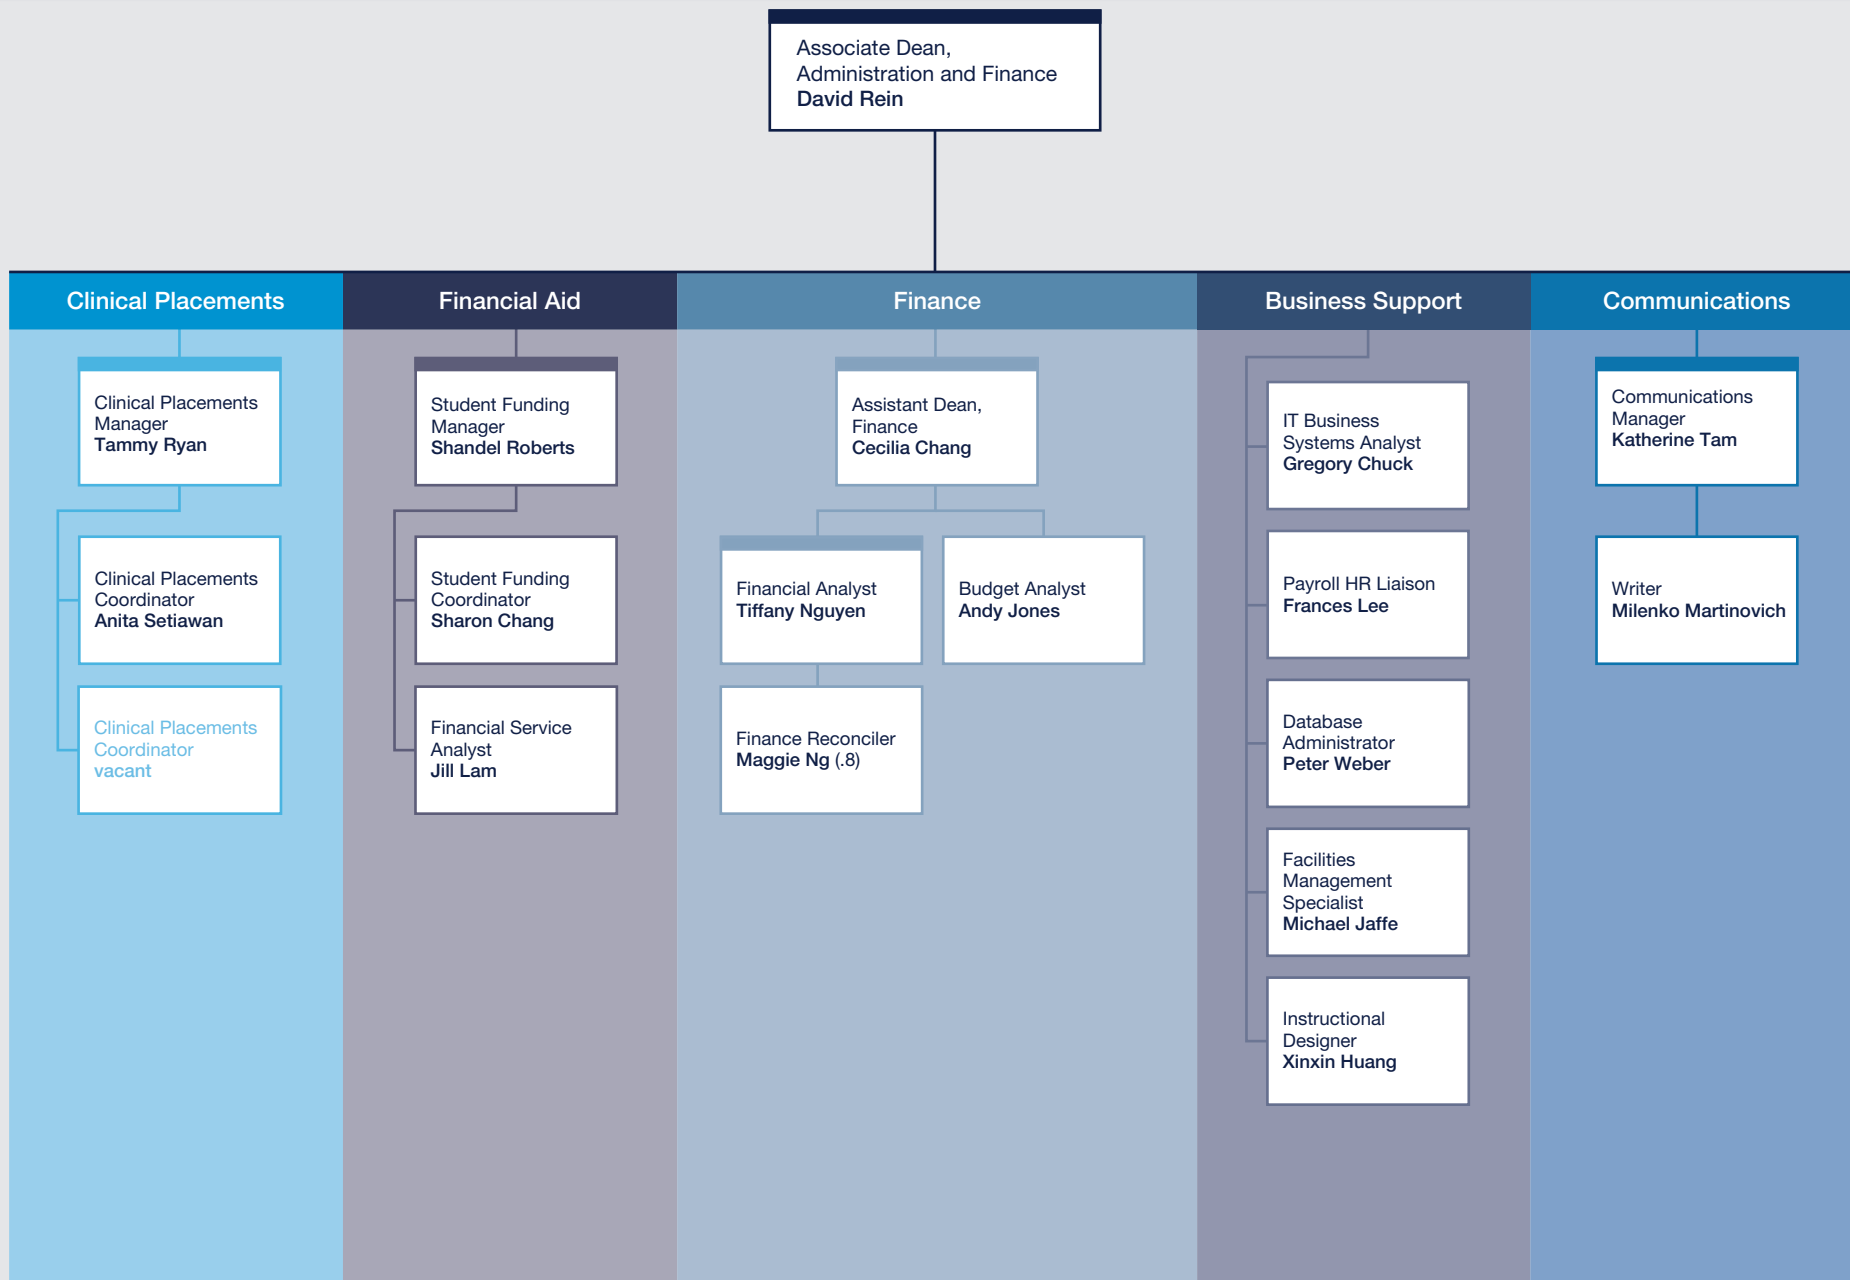 Associate Dean,
Administration and Finance
David Rein
Clinical Placements
Clinical Placements
Manager
Tammy Ryan
Clinical Placements
Coordinator
Anita Setiawan
Clinical Placements
Coordinator
vacant
Financial Aid
Student Funding
Manager
Shandel Roberts
Student Funding
Coordinator
Sharon Chang
Financial Service
Analyst
Jill Lam
Finance
Assistant Dean,
Finance
Cecilia Chang
Financial Analyst
Tiffany Nguyen
Budget Analyst
Andy Jones
Finance Reconciler
Maggie Ng (.8)
Business Support
IT Business
Systems Analyst
Gregory Chuck
Payroll HR Liaison
Frances Lee
Database
Administrator
Peter Weber
Facilities
Management
Specialist
Michael Jaffe
Instructional
Designer
Xinxin Huang
Communications
Communications
Manager
Katherine Tam
Writer
Milenko Martinovich